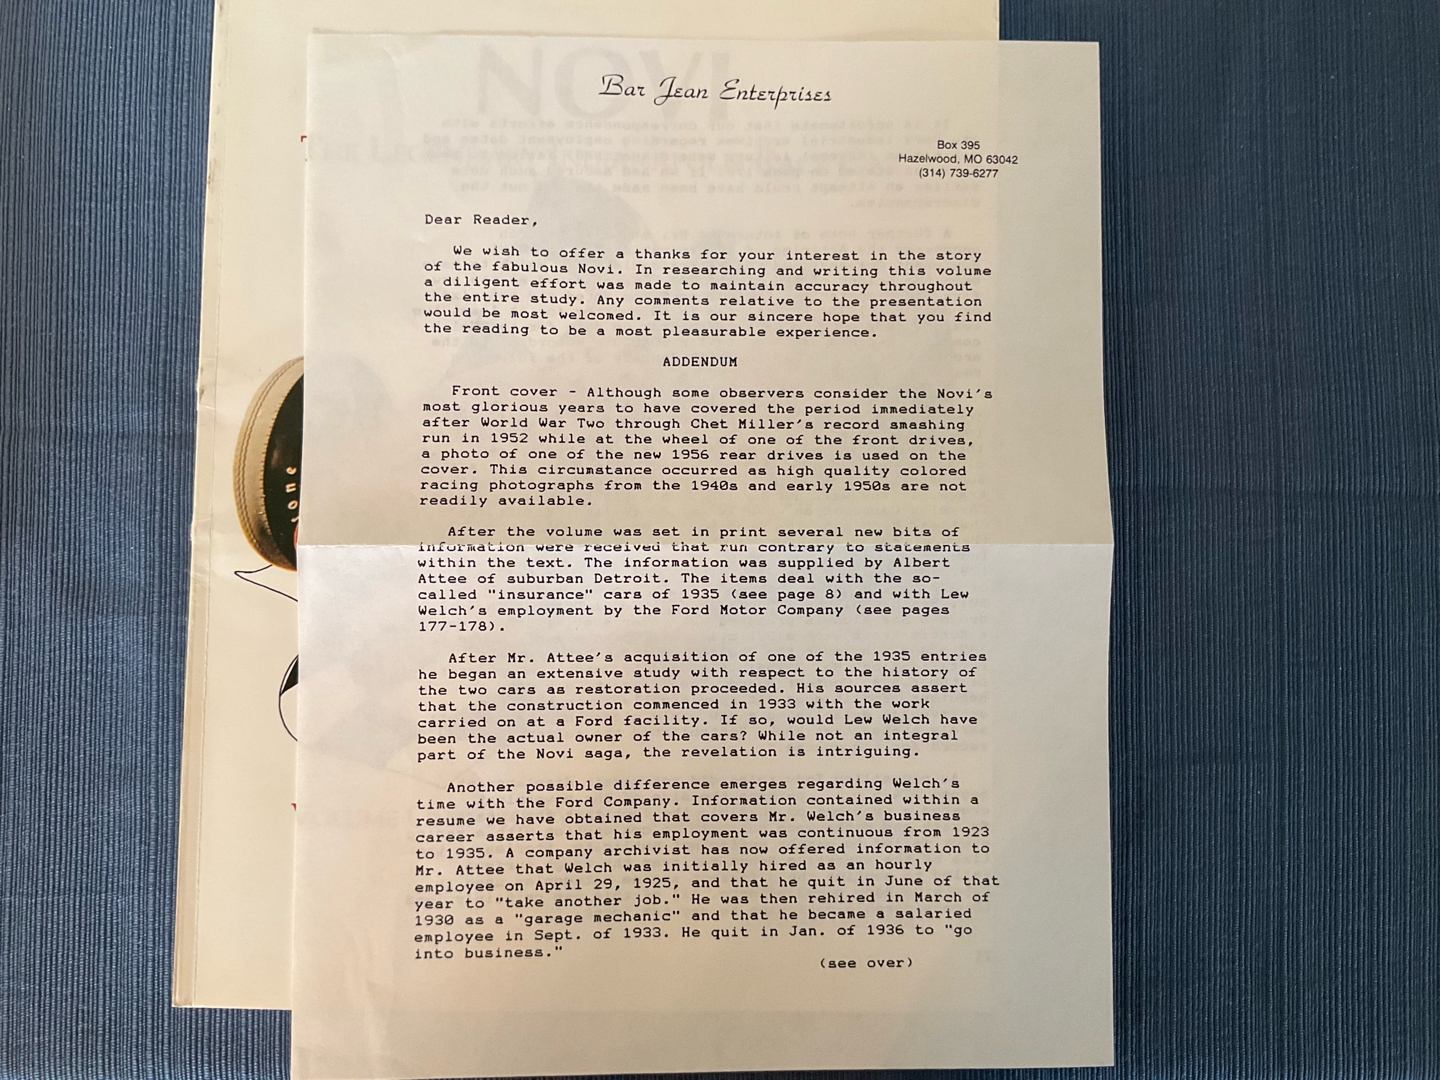 NOVI
Bar Jean Enterprises
Box 395
Hazelwood, MO 63042
(314) 739-6277
Dear Reader,
We wish to offer a thanks for your interest in the story
of the fabulous Novi. In researching and writing this volume
a diligent effort was made to maintain accuracy throughout
the entire study. Any comments relative to the presentation
would be most welcomed. It is our sincere hope that you find
the reading to be a most pleasurable experience.
ADDENDUM
Front cover - Although some observers consider the Novi's
most glorious years to have covered the period immediately
after World War Two through Chet Miller's record smashing
run in 1952 while at the wheel of one of the front drives,
a photo of one of the new 1956 rear drives is used on the
cover. This circumstance occurred as high quality colored
racing photographs from the 1940s and early 1950s are not
readily available.
After the volume was set in print several new bits of
information were received that run contrary to statements
within the text. The information was supplied by Albert
Attee of suburban Detroit. The items deal with the so-
called "insurance" cars of 1935 (see page 8) and with Lew
Welch's employment by the Ford Motor Company (see pages
177-178).
After Mr. Attee's acquisition of one of the 1935 entries
he began an extensive study with respect to the history of
the two cars as restoration proceeded. His sources assert
that the construction commenced in 1933 with the work
carried on at a Ford facility. If so, would Lew Welch have
been the actual owner of the cars? While not an integral
part of the Novi saga, the revelation is intriguing.
Another possible difference emerges regarding Welch's
time with the Ford Company. Information contained within a
resume we have obtained that covers Mr. Welch's business
career asserts that his employment was continuous from 1923
to 1935. A company archivist has now offered information to
Mr. Attee that Welch was initially hired as an hourly
employee on April 29, 1925, and that he quit in June of that
year to "take another job." He was then rehired in March of
1930 as a "garage mechanic" and that he became a salaried
employee in Sept. of 1933. He quit in Jan. of 1936 to "go
into business."
(see over)